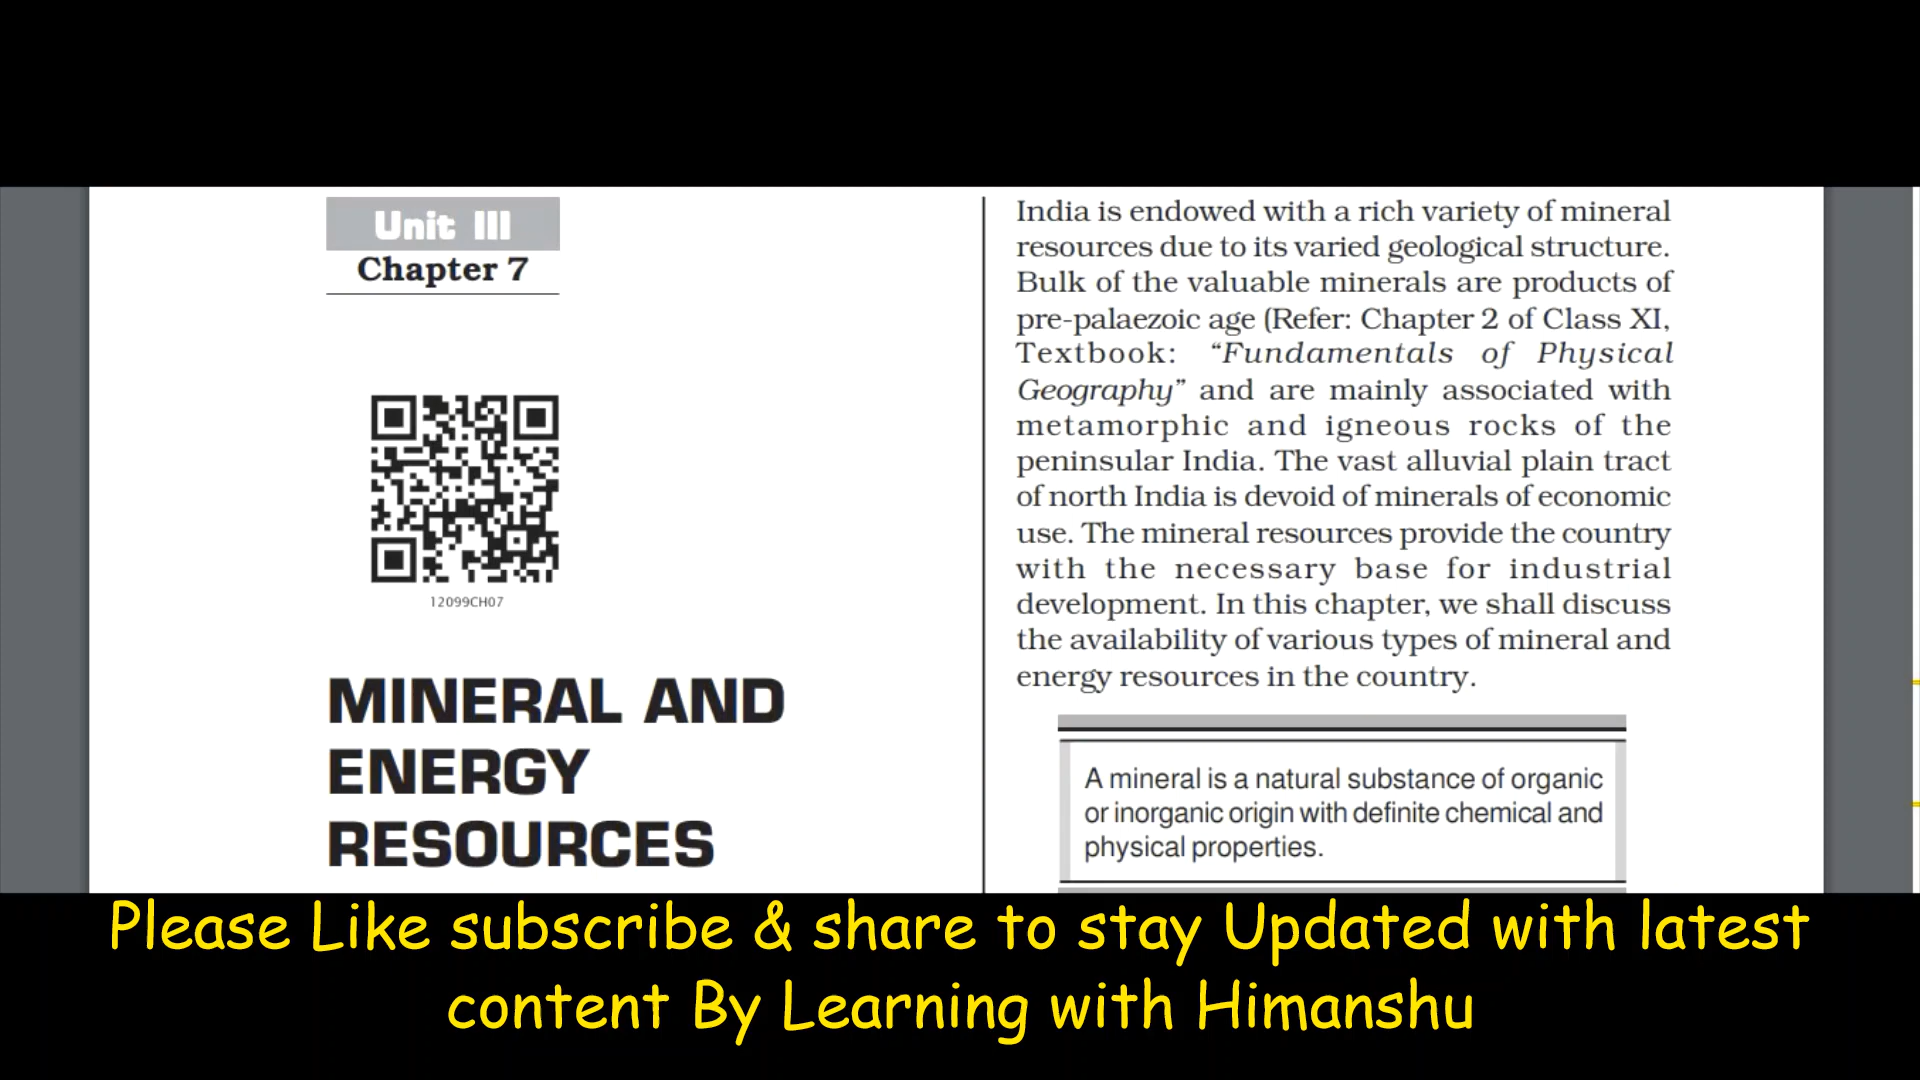 Unit III
Chapter 7
12099CH07
MINERAL AND
ENERGY
RESOURCES
India is endowed with a rich variety of mineral
resources due to its varied geological structure.
Bulk of the valuable minerals are products of
pre-palaezoic age (Refer: Chapter 2 of Class XI,
Textbook: “Fundamentals of Physical
Geography” and are mainly associated with
metamorphic and igneous rocks of the
peninsular India. The vast alluvial plain tract
of north India is devoid of minerals of economic
use. The mineral resources provide the country
with the necessary base for industrial
development. In this chapter, we shall discuss
the availability of various types of mineral and
energy resources in the country.
A mineral is a natural substance of organic
or inorganic origin with definite chemical and
physical properties.
Please Like subscribe & share to stay Updated with latest
content By Learning with Himanshu